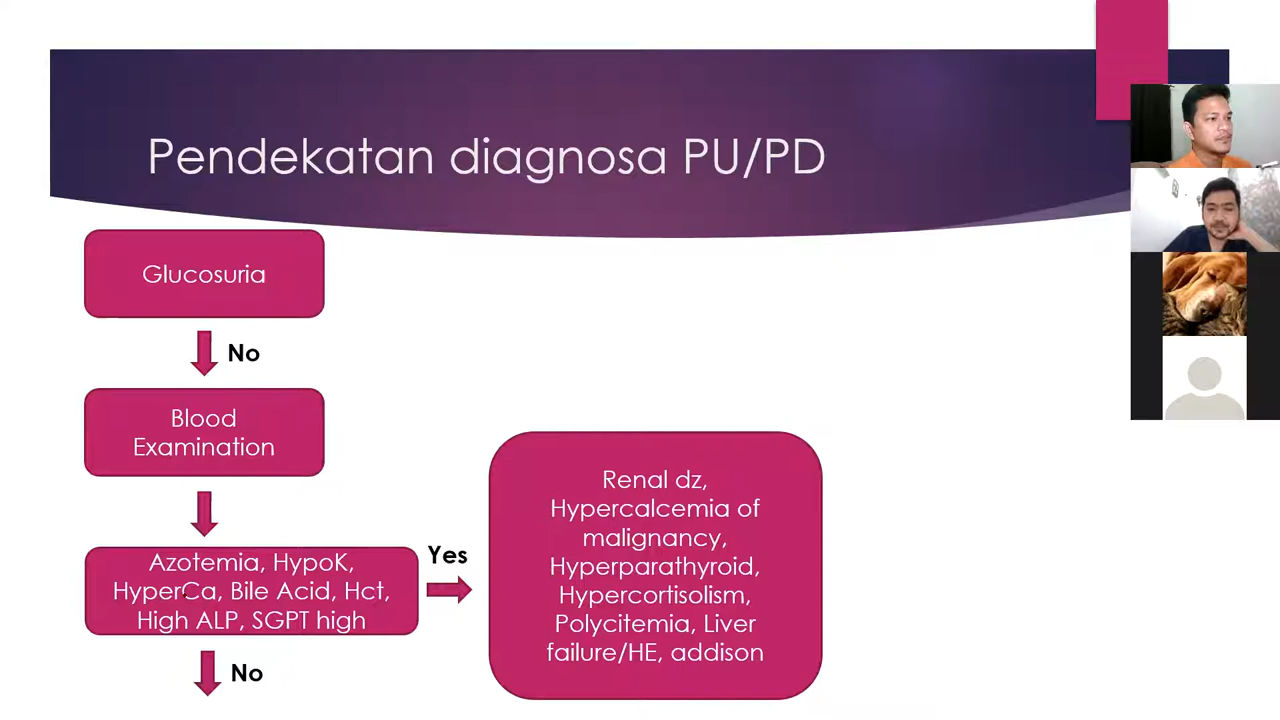 Pendekatan diagnosa PU/PD
Glucosuria
No
Blood
Examination
Azotemia, HypoK,
HyperCa, Bile Acid, Hct,
High ALP, SGPT high
Yes
Renal dz,
Hypercalcemia of
malignancy,
Hyperparathyroid,
Hypercortisolism,
Polycitemia, Liver
failure/HE, addison
No